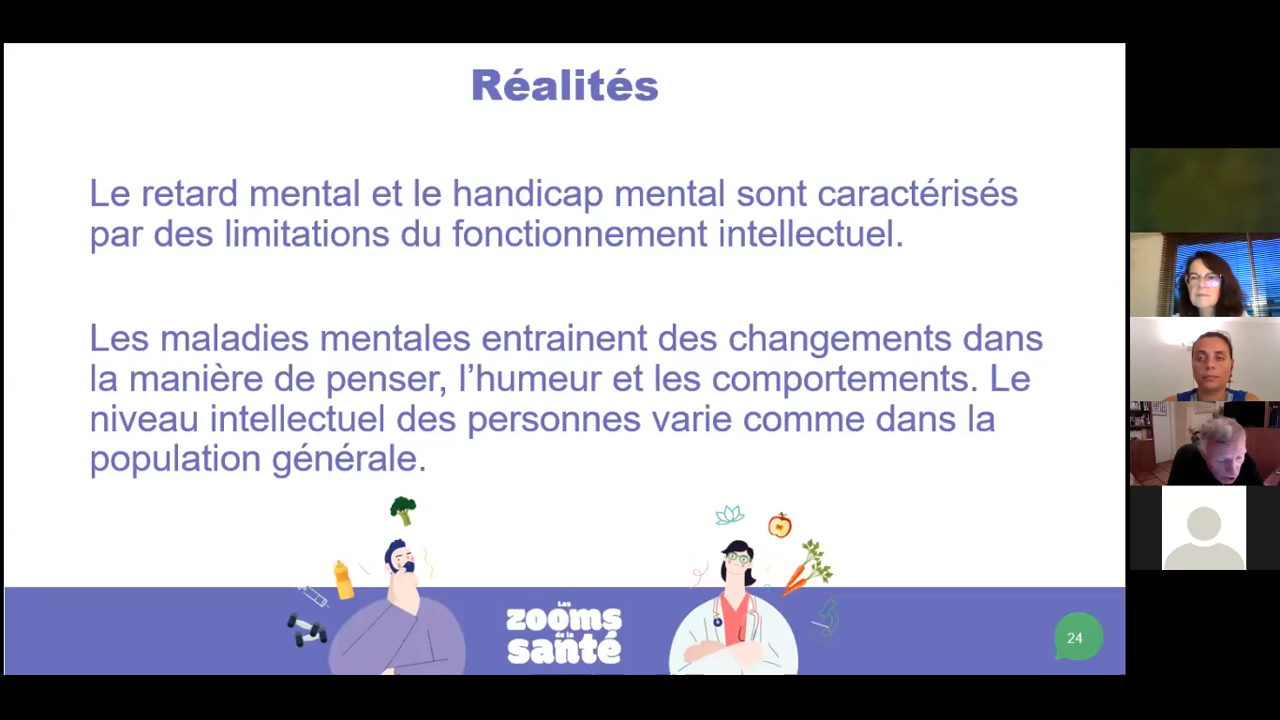 Réalités
Le retard mental et le handicap mental sont caractérisés
par des limitations du fonctionnement intellectuel.
Les maladies mentales entrainent des changements dans
la manière de penser, l’humeur et les comportements. Le
niveau intellectuel des personnes varie comme dans la
population générale.
Les
zooms
de la
santé
24